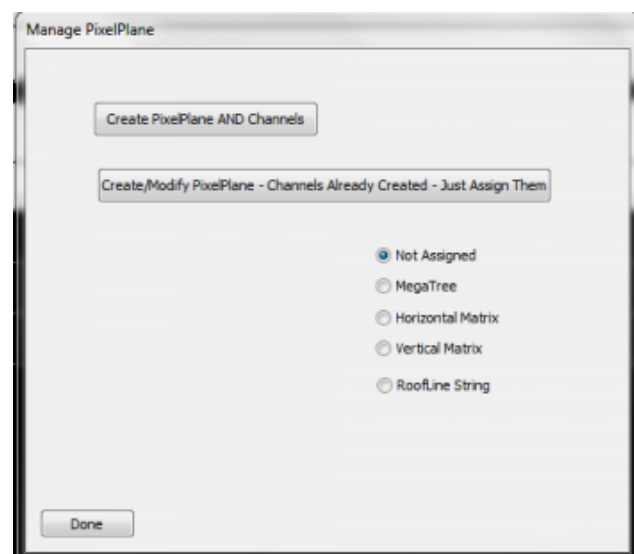 Manage PixelPlane
Create PixelPlane AND Channels
Create/Modify PixelPlane - Channels Already Created - Just Assign Them
Not Assigned
MegaTree
Horizontal Matrix
Vertical Matrix
RoofLine String
Done